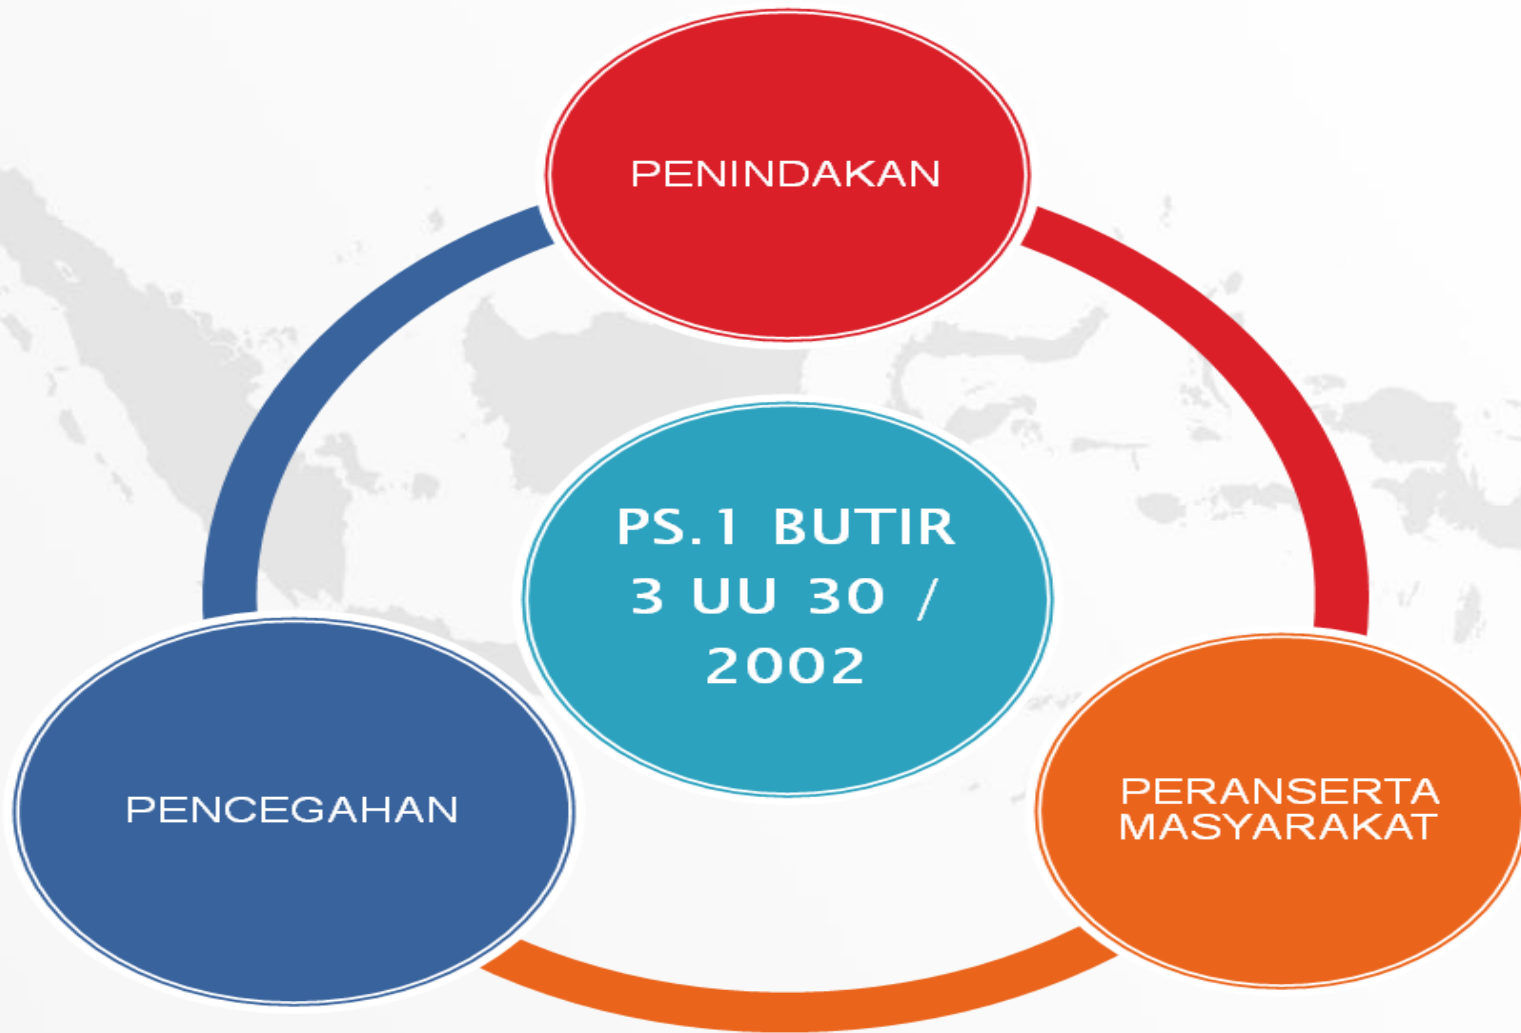 PENINDAKAN
PS.1 BUTIR
3 UU 30 /
2002
PENCEGAHAN
PERANSERTA
MASYARAKAT